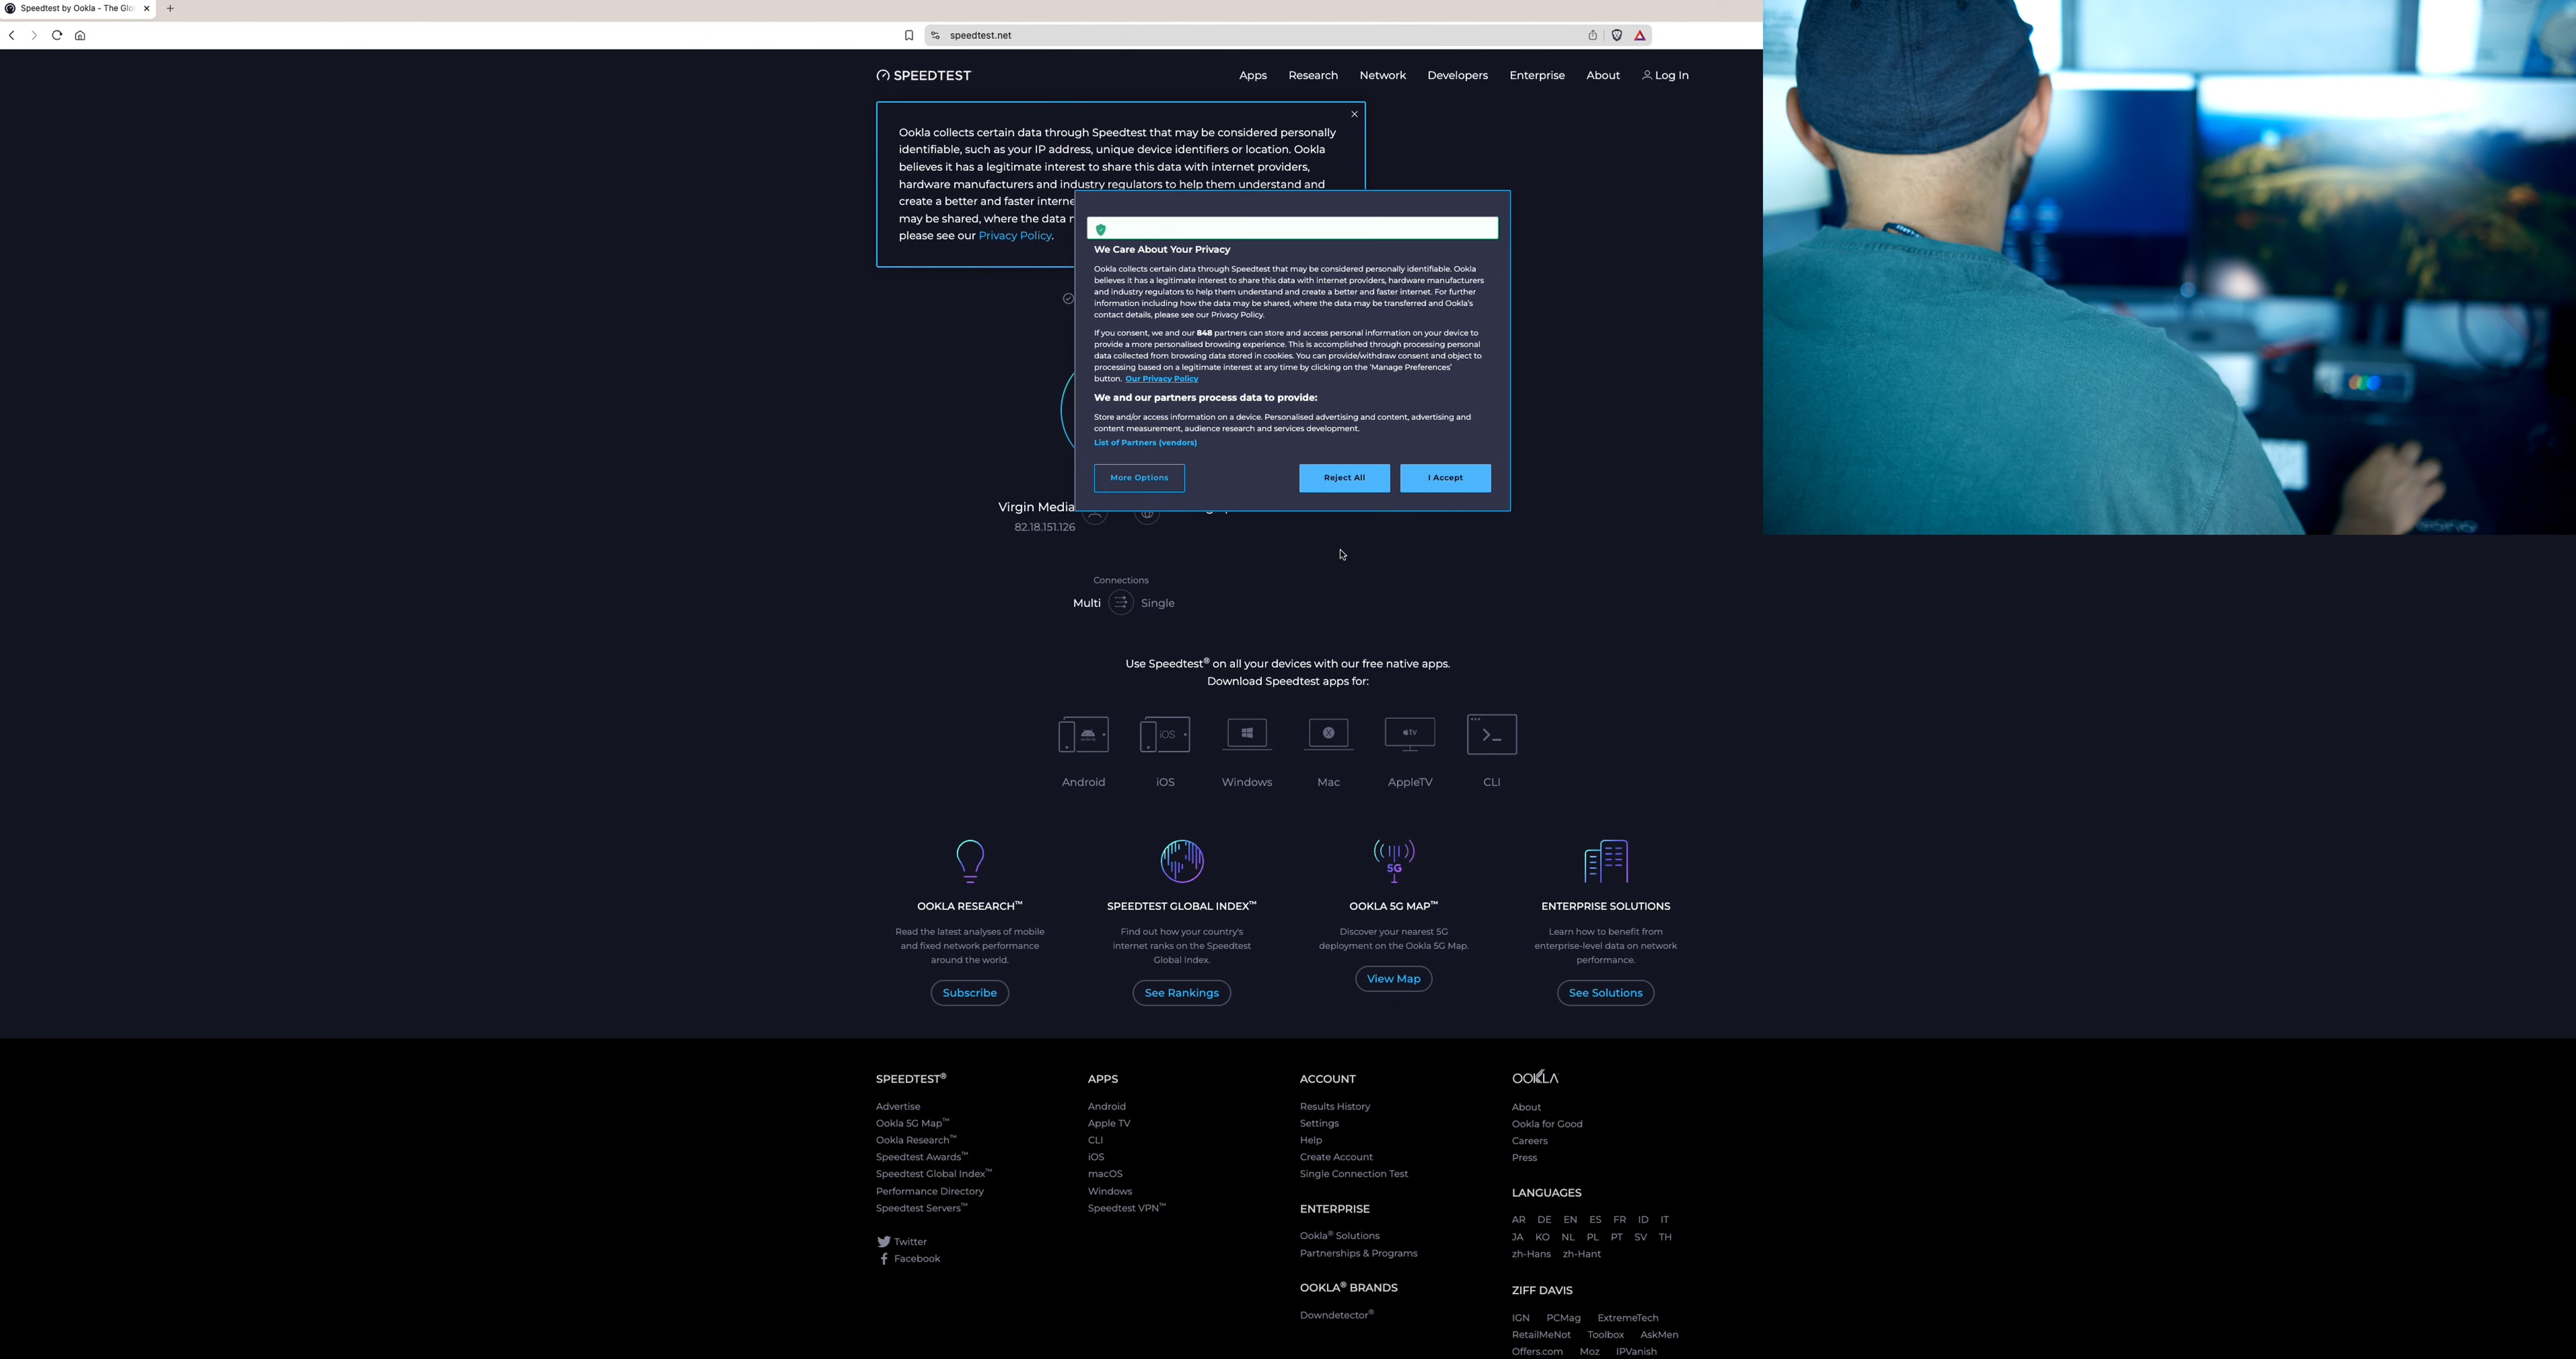 Speedtest by Ookla - The Glo
speedtest.net
SPEEDTEST
Apps Research Network Developers Enterprise About Log In
Ookla collects certain data through Speedtest that may be considered personally
identifiable, such as your IP address, unique device identifiers or location. Ookla
believes it has a legitimate interest to share this data with internet providers,
hardware manufacturers and industry regulators to help them understand and
create a better and faster interne
may be shared, where the data
please see our Privacy Policy.
We Care About Your Privacy
Ookla collects certain data through Speedtest that may be considered personally identifiable. Ookla
believes it has a legitimate interest to share this data with internet providers, hardware manufacturers
and industry regulators to help them understand and create a better and faster internet. For further
information including how the data may be shared, where the data may be transferred and Ookla's
contact details, please see our Privacy Policy.
If you consent, we and our 848 partners can store and access personal information on your device to
provide a more personalised browsing experience. This is accomplished through processing personal
data collected from browsing data stored in cookies. You can provide/withdraw consent and object to
processing based on a legitimate interest at any time by clicking on the 'Manage Preferences'
button. Our Privacy Policy
We and our partners process data to provide:
Store and/or access information on a device. Personalised advertising and content, advertising and
content measurement, audience research and services development.
List of Partners (vendors)
More Options Reject All I Accept
Virgin Media
82.18.151.126
Connections
Multi Single
Use Speedtest® on all your devices with our free native apps.
Download Speedtest apps for:
iOS tv
Android iOS Windows Mac AppleTV CLI
5G
OOKLA RESEARCH™
Read the latest analyses of mobile
and fixed network performance
around the world.
Subscribe
SPEEDTEST GLOBAL INDEX™
Find out how your country's
internet ranks on the Speedtest
Global Index.
See Rankings
OOKLA 5G MAP™
Discover your nearest 5G
deployment on the Ookla 5G Map.
View Map
ENTERPRISE SOLUTIONS
Learn how to benefit from
enterprise-level data on network
performance.
See Solutions
SPEEDTEST®
Advertise
Ookla 5G Map™
Ookla Research™
Speedtest Awards™
Speedtest Global Index™
Performance Directory
Speedtest Servers™
Twitter
Facebook
APPS
Android
Apple TV
CLI
iOS
macOS
Windows
Speedtest VPN™
ACCOUNT
Results History
Settings
Help
Create Account
Single Connection Test
ENTERPRISE
Ookla® Solutions
Partnerships & Programs
OOKLA® BRANDS
Downdetector®
OOKLA
About
Ookla for Good
Careers
Press
LANGUAGES
AR DE EN ES FR ID IT
JA KO NL PL PT SV TH
zh-Hans zh-Hant
ZIFF DAVIS
IGN PCMag ExtremeTech
RetailMeNot Toolbox AskMen
Offers.com Moz IPVanish